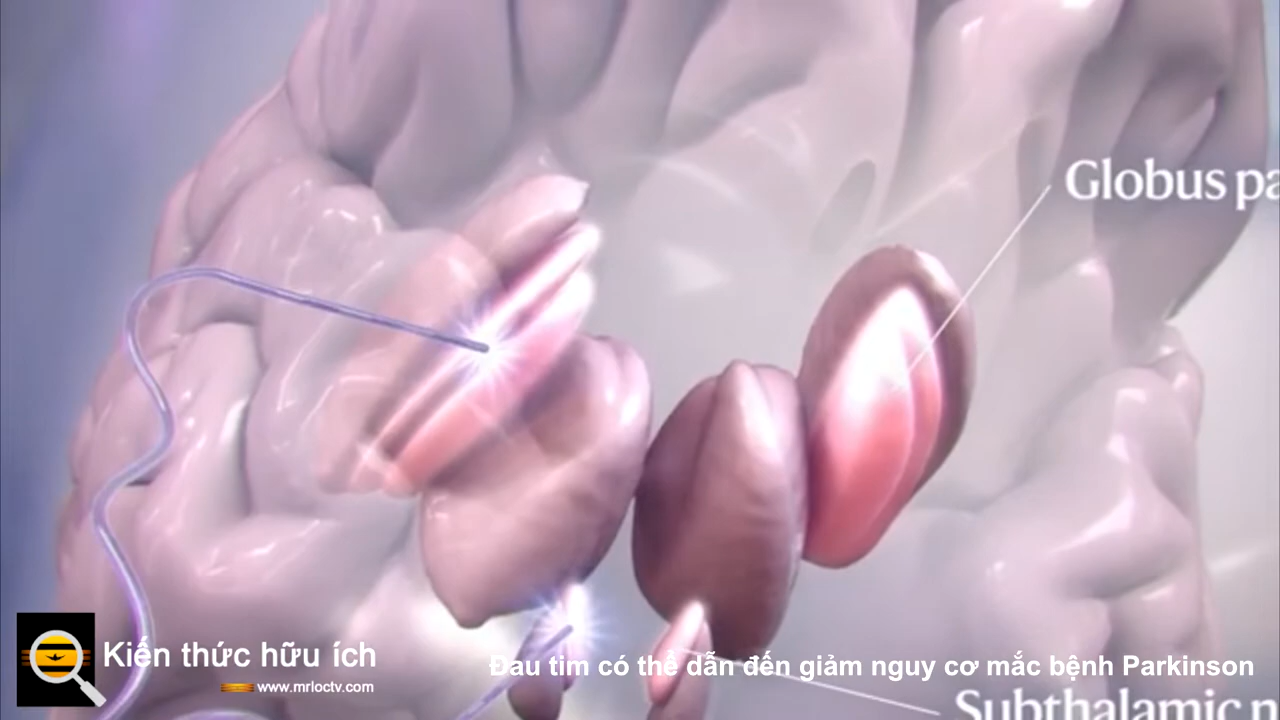 Globus pa
Kiến thức hữu ích
www.mrloctv.com
Đau tim có thể dẫn đến giảm nguy cơ mắc bệnh Parkinson
Subthalamic n